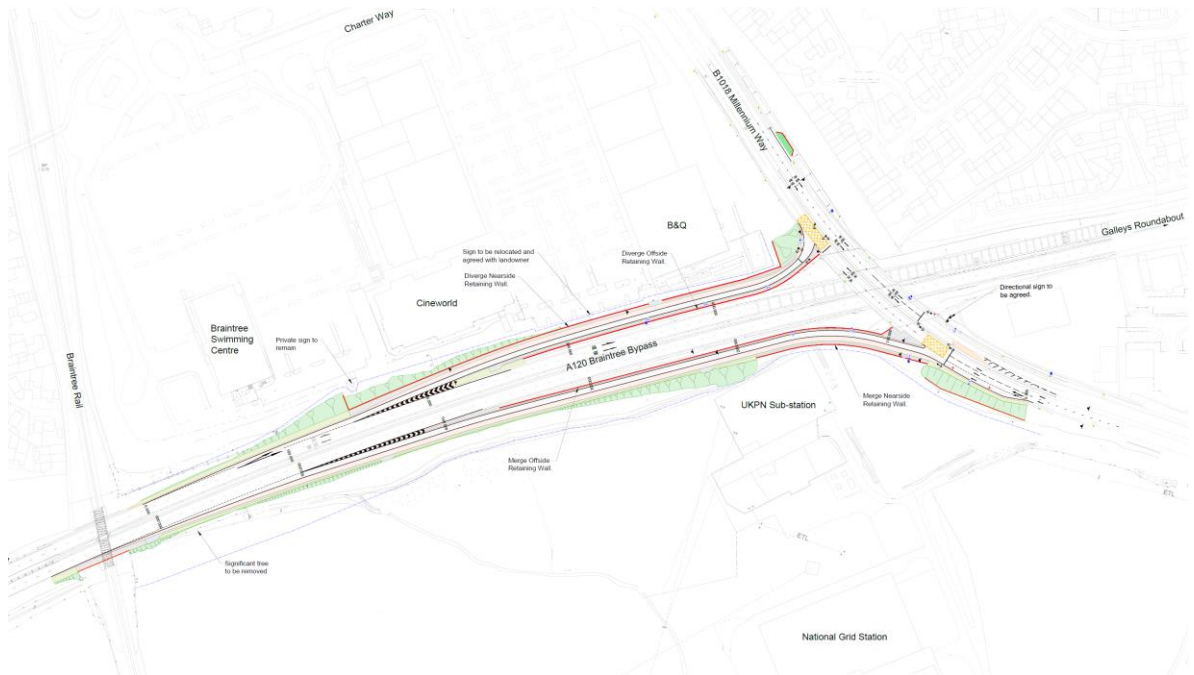 Charter Way
B1018 Millennium Way
B&Q
Galleys Roundabout
Sign to be relocated and
agreed with landowner
Diverge Nearside
Retaining Wall.
Diverge Offside
Retaining Wall.
Directional sign to
be agreed.
Cineworld
Braintree
Swimming
Centre
Private sign to
remain
A120 Braintree Bypass
Braintree Rail
UKPN Sub-station
Merge Nearside
Retaining Wall.
Merge Offside
Retaining Wall.
ETL
ETL
Significant tree
to be removed
National Grid Station